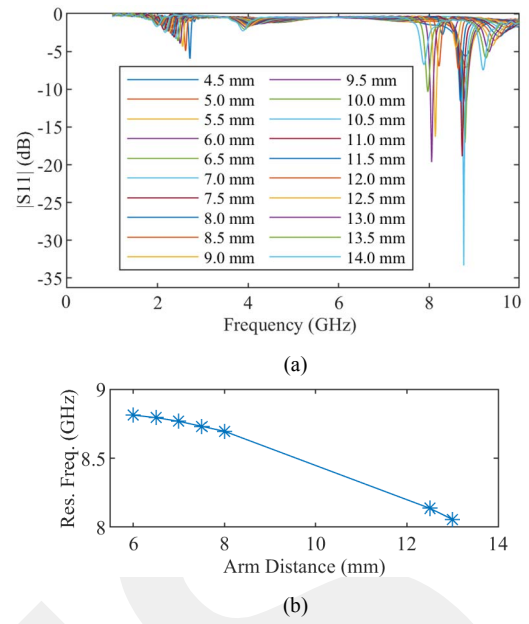 0
-5
-10
-15
-20
-25
-30
-35
|S11| (dB)
4.5 mm
5.0 mm
5.5 mm
6.0 mm
6.5 mm
7.0 mm
7.5 mm
8.0 mm
8.5 mm
9.0 mm
9.5 mm
10.0 mm
10.5 mm
11.0 mm
11.5 mm
12.0 mm
12.5 mm
13.0 mm
13.5 mm
14.0 mm
0 2 4 6 8 10
Frequency (GHz)
(a)
9
8.5
8
Res. Freq. (GHz)
6 8 10 12 14
Arm Distance (mm)
(b)